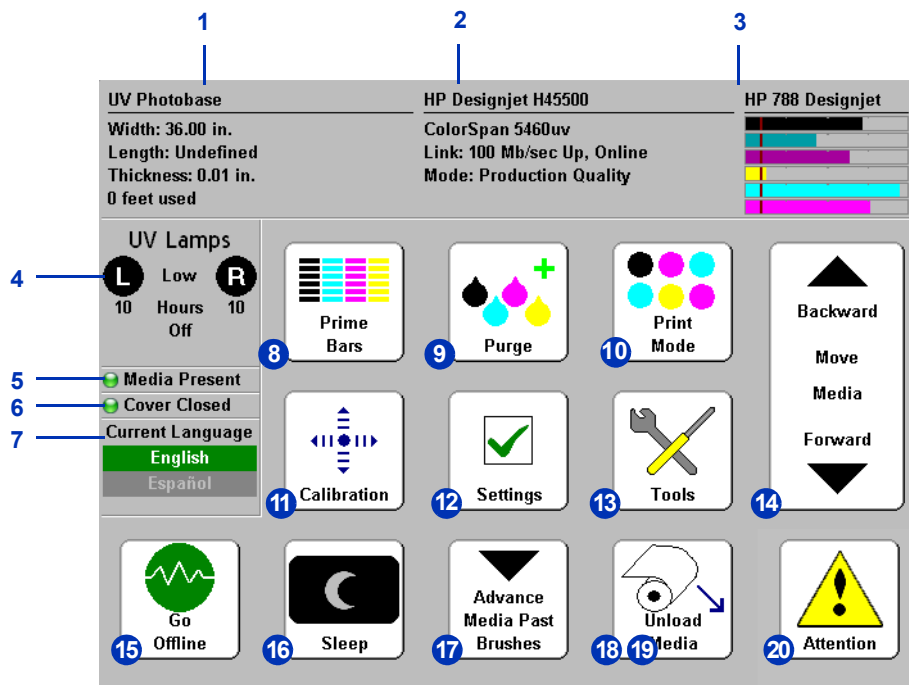 1
2
3
UV Photobase
Width: 36.00 in.
Length: Undefined
Thickness: 0.01 in.
0 feet used
HP Designjet H45500
ColorSpan 5460uv
Link: 100 Mb/sec Up, Online
Mode: Production Quality
HP 788 Designjet
4
UV Lamps
L Low R
10 Hours 10
Off
5
Media Present
6
Cover Closed
7
Current Language
English
Español
Prime
Bars
8
Purge
9
Print
Mode
10
Backward
Move
Media
Forward
14
Calibration
11
Settings
12
Tools
13
Go
Offline
15
Sleep
16
Advance
Media Past
Brushes
17
Unload
Media
18 19
Attention
20